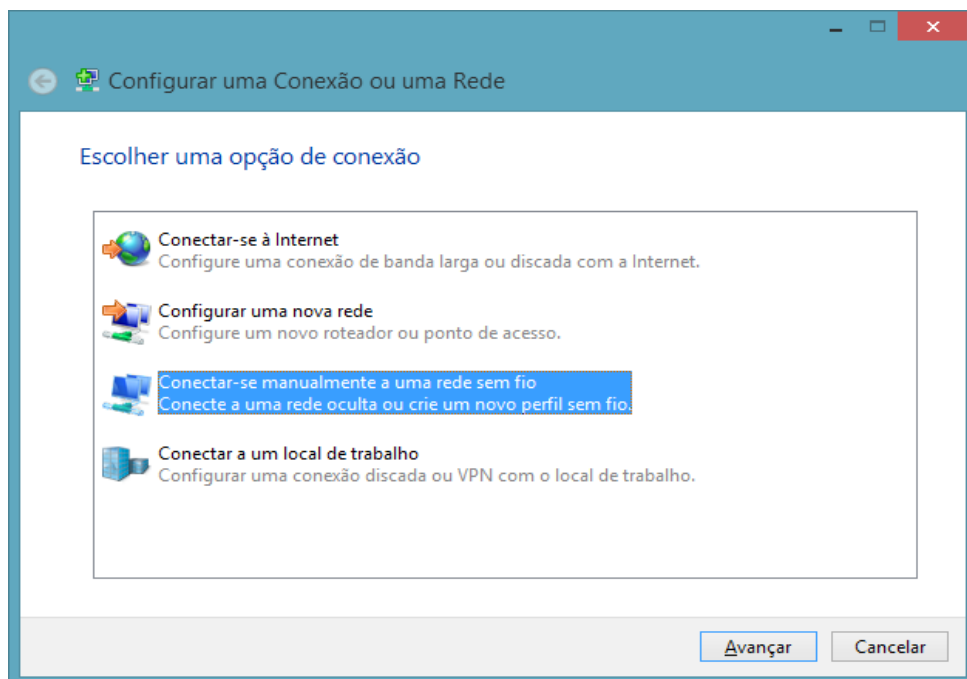 Configurar uma Conexão ou uma Rede
Escolher uma opção de conexão
Conectar-se à Internet
Configure uma conexão de banda larga ou discada com a Internet.
Configurar uma nova rede
Configure um novo roteador ou ponto de acesso.
Conectar-se manualmente a uma rede sem fio
Conecte a uma rede oculta ou crie um novo perfil sem fio.
Conectar a um local de trabalho
Configurar uma conexão discada ou VPN com o local de trabalho.
Avançar Cancelar